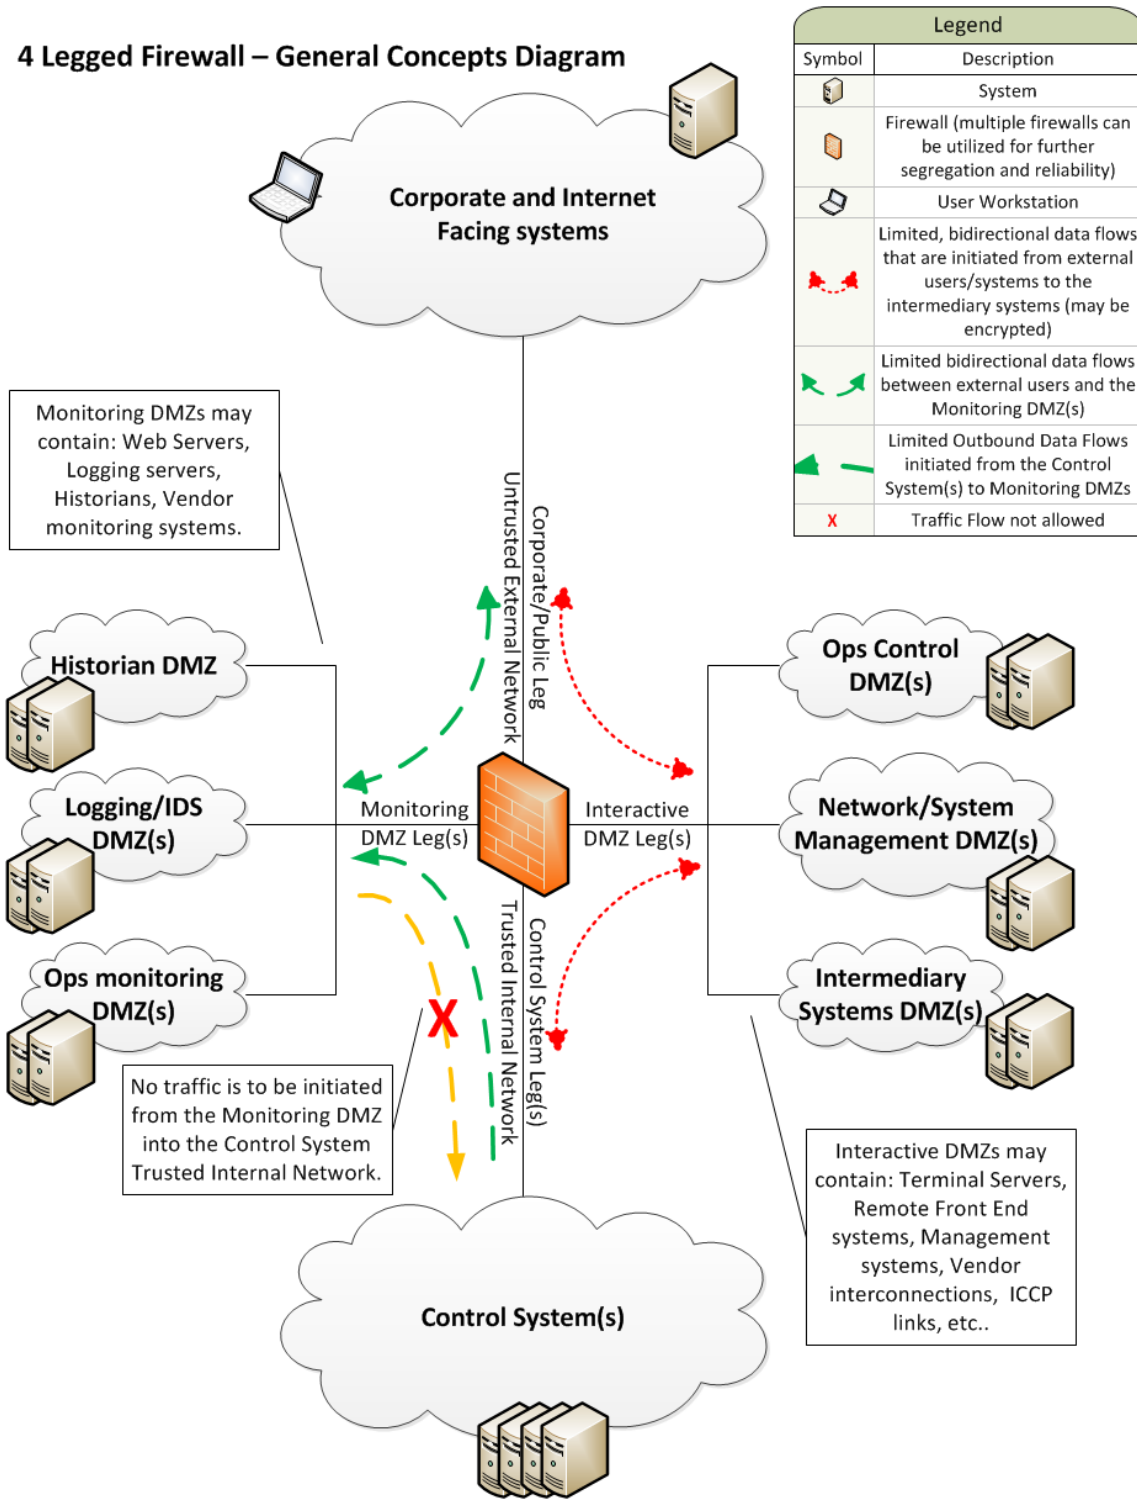 4 Legged Firewall – General Concepts Diagram
Legend
Symbol
Description
System
Firewall (multiple firewalls can
be utilized for further
segregation and reliability)
User Workstation
Limited, bidirectional data flows
that are initiated from external
users/systems to the
intermediary systems (may be
encrypted)
Limited bidirectional data flows
between external users and the
Monitoring DMZ(s)
Limited Outbound Data Flows
initiated from the Control
System(s) to Monitoring DMZs
X
Traffic Flow not allowed
Corporate and Internet
Facing systems
Monitoring DMZs may
contain: Web Servers,
Logging servers,
Historians, Vendor
monitoring systems.
Corporate/Public Leg
Untrusted External Network
Historian DMZ
Logging/IDS
DMZ(s)
Ops monitoring
DMZ(s)
Monitoring
DMZ Leg(s)
Interactive
DMZ Leg(s)
Ops Control
DMZ(s)
Network/System
Management DMZ(s)
Intermediary
Systems DMZ(s)
Control System Leg(s)
Trusted Internal Network
X
No traffic is to be initiated
from the Monitoring DMZ
into the Control System
Trusted Internal Network.
Interactive DMZs may
contain: Terminal Servers,
Remote Front End
systems, Management
systems, Vendor
interconnections,  ICCP
links, etc..
Control System(s)